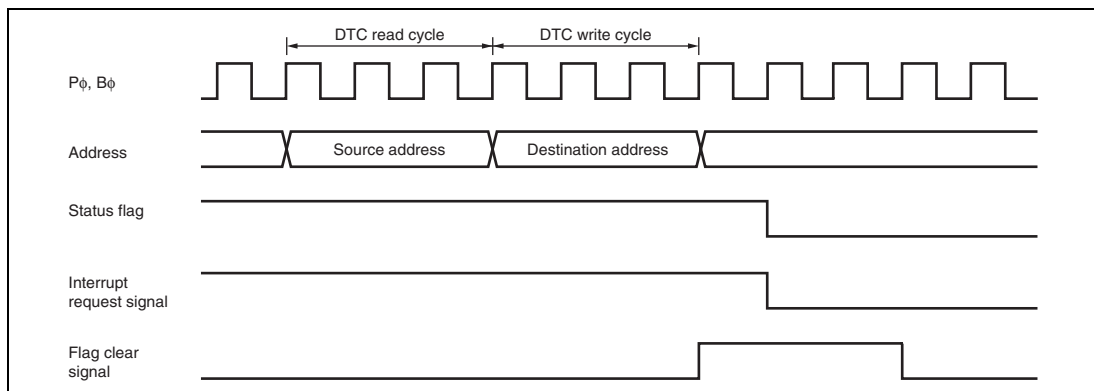 DTC read cycle
DTC write cycle
Pφ, Bφ
Address
Source address
Destination address
Status flag
Interrupt
request signal
Flag clear
signal